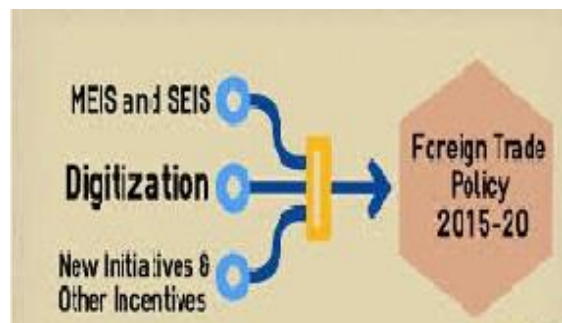 MEIS and SEIS
Digitization
New Initiatives &
Other Incentives
Foreign Trade
Policy
2015-20